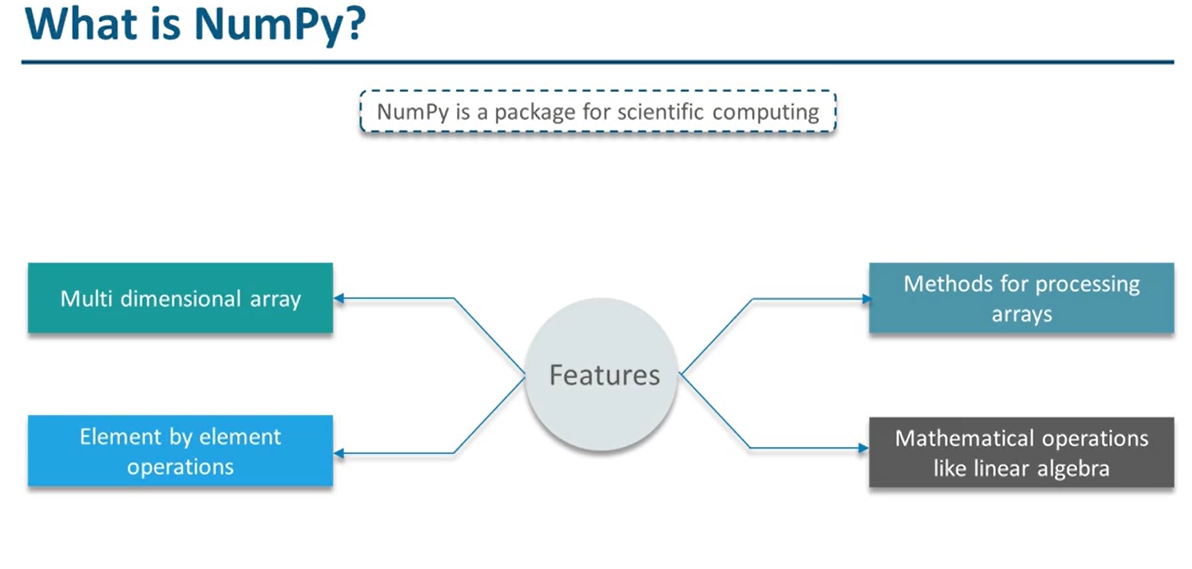 What is NumPy?
NumPy is a package for scientific computing
Multi dimensional array
Methods for processing
arrays
Features
Element by element
operations
Mathematical operations
like linear algebra